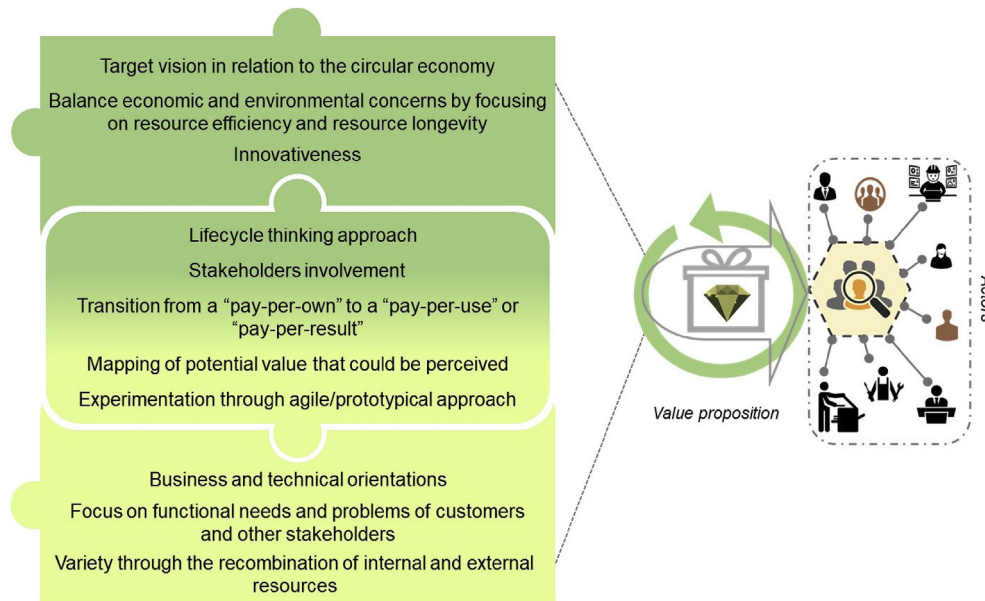 Target vision in relation to the circular economy
Balance economic and environmental concerns by focusing
on resource efficiency and resource longevity
Innovativeness
Lifecycle thinking approach
Stakeholders involvement
Transition from a “pay-per-own” to a “pay-per-use” or
“pay-per-result”
Mapping of potential value that could be perceived
Experimentation through agile/prototypical approach
Business and technical orientations
Focus on functional needs and problems of customers
and other stakeholders
Variety through the recombination of internal and external
resources
Value proposition